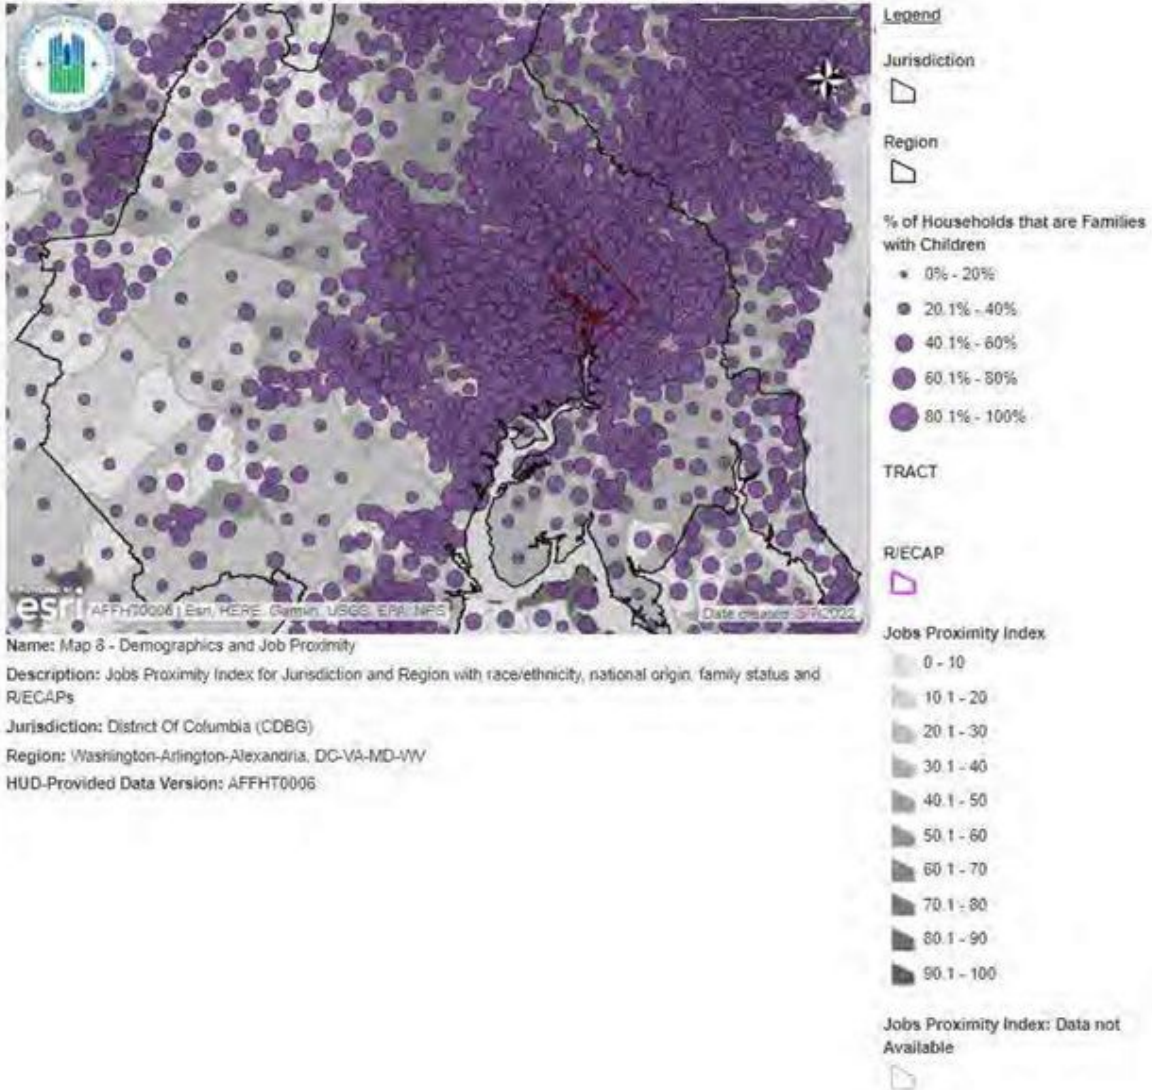 Legend
Jurisdiction
Region
% of Households that are Families
with Children
0% - 20%
20.1% - 40%
40.1% - 60%
60.1% - 80%
80.1% - 100%
TRACT
R/ECAP
Jobs Proximity Index
0 - 10
10.1 - 20
20.1 - 30
30.1 - 40
40.1 - 50
50.1 - 60
60.1 - 70
70.1 - 80
80.1 - 90
90.1 - 100
Jobs Proximity Index: Data not
Available
esri
AFFHT0006 | Esri, HERE, Garmin, USGS, EPA, NPS
Date created: 3/7/2022
Name: Map 8 - Demographics and Job Proximity
Description: Jobs Proximity Index for Jurisdiction and Region with race/ethnicity, national origin, family status and
R/ECAPs
Jurisdiction: District Of Columbia (CDBG)
Region: Washington-Arlington-Alexandria, DC-VA-MD-WV
HUD-Provided Data Version: AFFHT0006